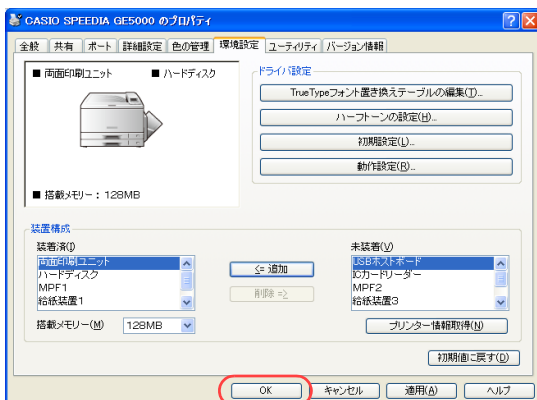 CASIO SPEEDIA GE5000 のプロパティ
全般 共有 ポート 詳細設定 色の管理 環境設定 ユーティリティ バージョン情報
■ 両面印刷ユニット ■ ハードディスク
■ 搭載メモリー：128MB
ドライバ設定
TrueTypeフォント置き換えテーブルの編集(T)...
ハーフトーンの設定(H)...
初期設定(L)...
動作設定(R)...
装置構成
装着済(I)
両面印刷ユニット
ハードディスク
MPF1
給紙装置1
<= 追加
削除 =>
未装着(V)
USBホストボード
ICカードリーダー
MPF2
給紙装置3
搭載メモリー(M) 128MB
プリンター情報取得(N)
初期値に戻す(D)
OK キャンセル 適用(A) ヘルプ